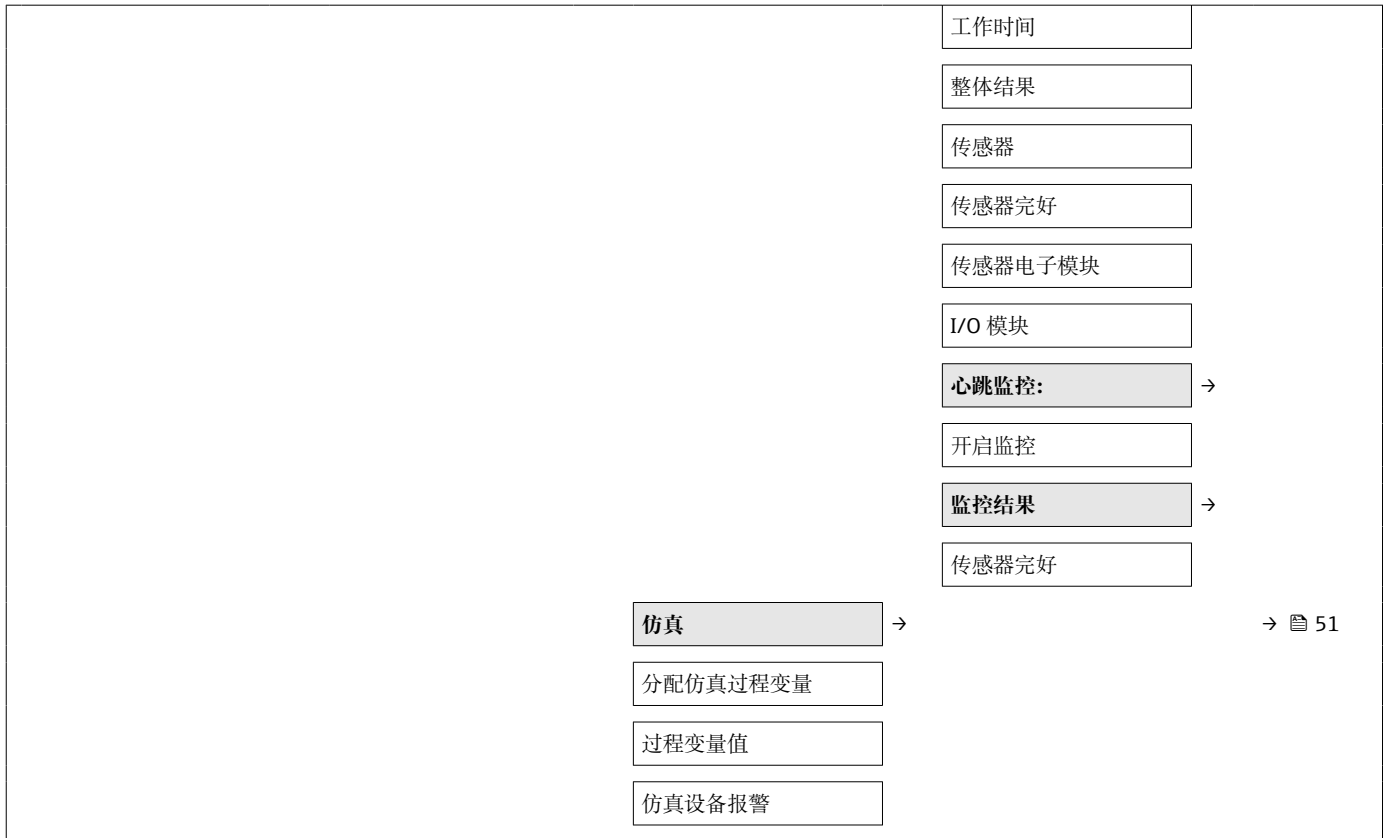 工作时间
整体结果
传感器
传感器完好
传感器电子模块
I/O 模块
心跳监控: →
开启监控
监控结果 →
传感器完好
仿真 → → 51
分配仿真过程变量
过程变量值
仿真设备报警